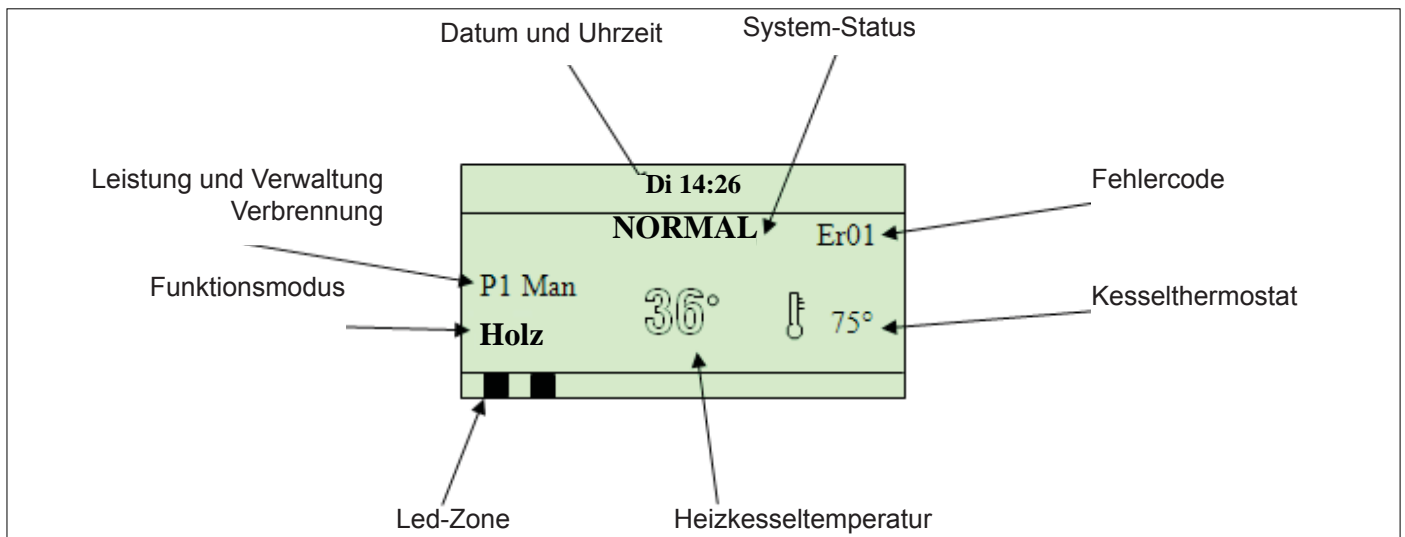 Datum und Uhrzeit
System-Status
Leistung und Verwaltung
Verbrennung
Funktionsmodus
Di 14:26
NORMAL
Er01
P1 Man
36°
75°
Holz
Fehlercode
Kesselthermostat
Led-Zone
Heizkesseltemperatur